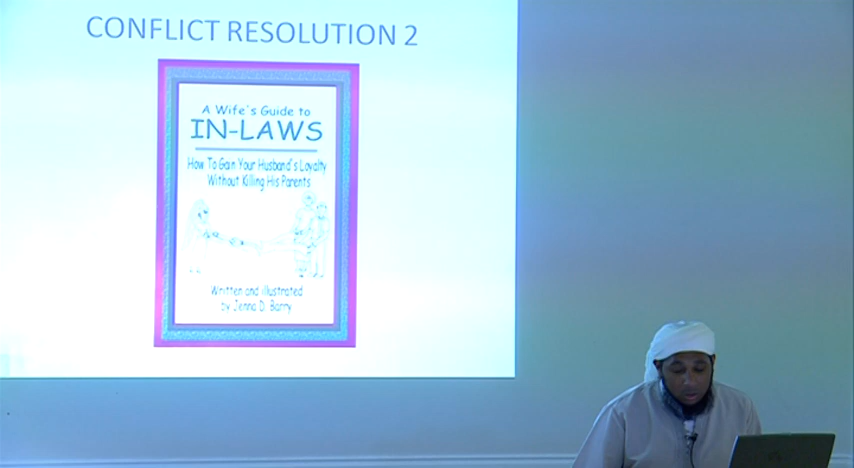 CONFLICT RESOLUTION 2
A Wife's Guide to
IN-LAWS
How To Gain Your Husband's Loyalty
Without Killing His Parents
Written and illustrated
by Jenna D. Barry